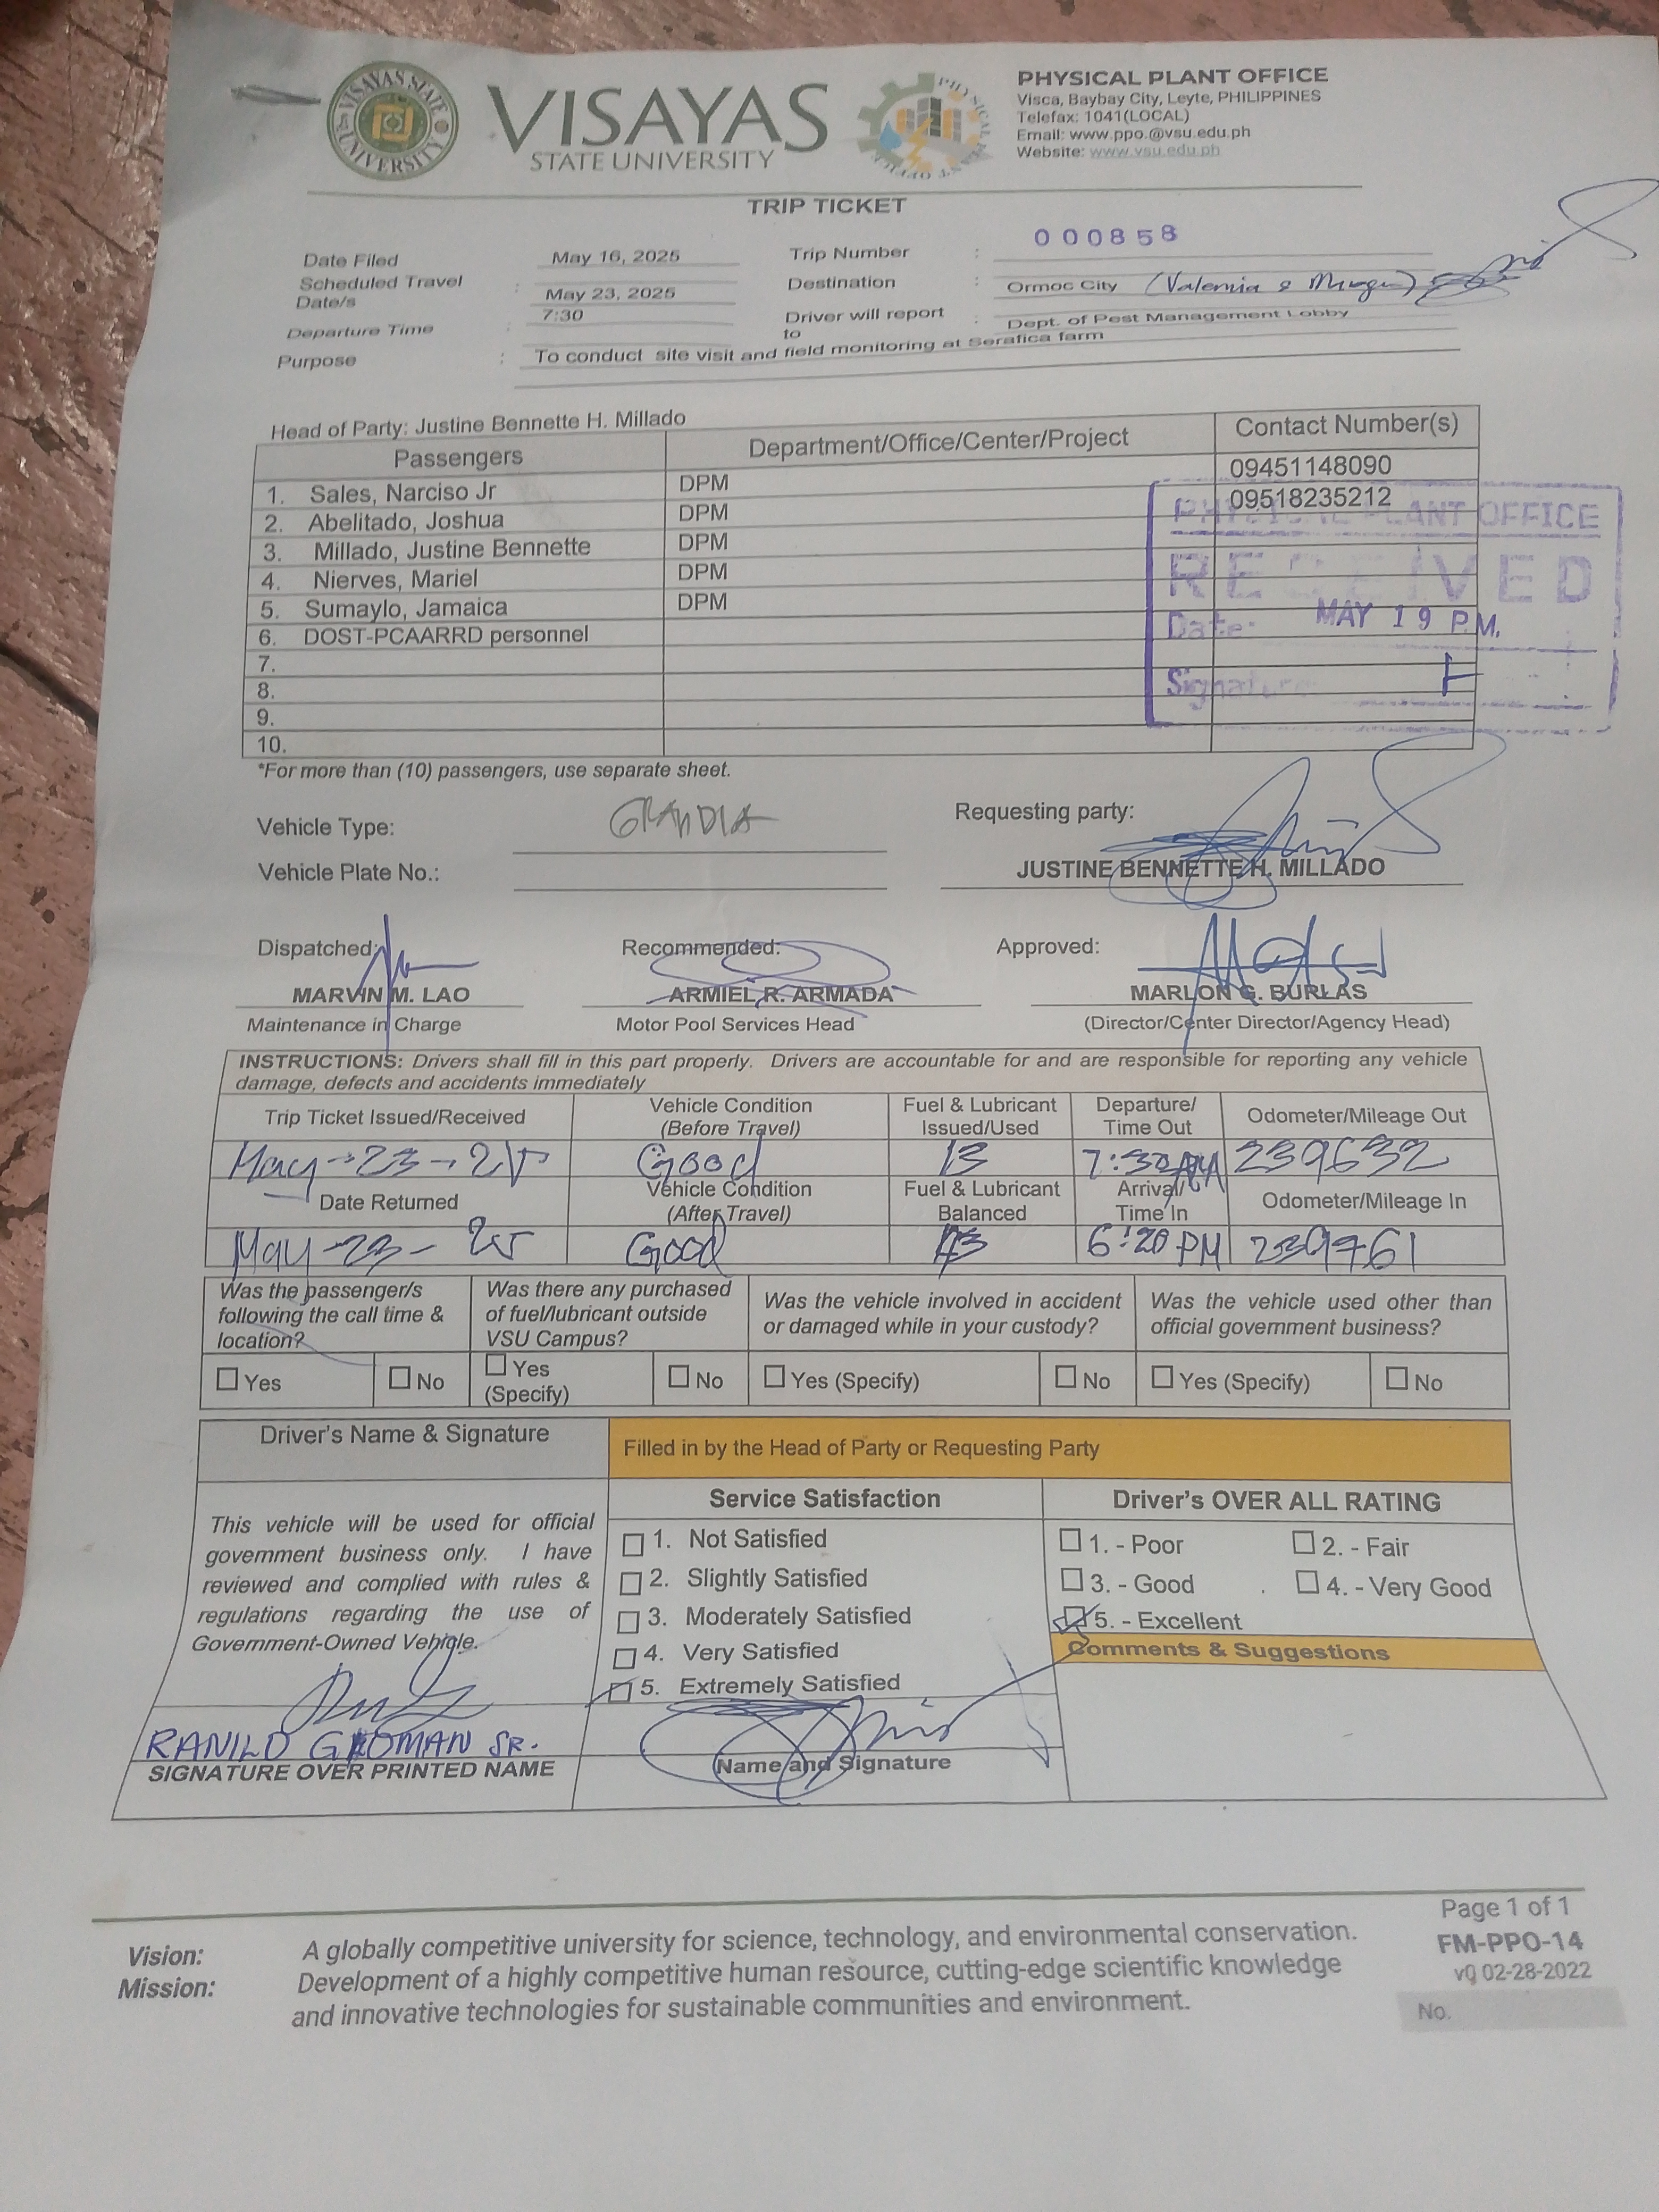 VISAYAS STATE UNIVERSITY
VISAYAS
STATE UNIVERSITY
PHYSICAL PLANT OFFICE
PHYSICAL PLANT OFFICE
Visca, Baybay City, Leyte, PHILIPPINES
Telefax: 1041(LOCAL)
Email: www.ppo.@vsu.edu.ph
Website: www.vsu.edu.ph
TRIP TICKET
Date Filed May 16, 2025 Trip Number : 000858
Scheduled Travel Date/s : May 23, 2025 Destination : Ormoc City (Valencia &
Departure Time : 7:30 Driver will report to : Dept. of Pest Management Lobby
Purpose : To conduct site visit and field monitoring at Serafica farm
Head of Party: Justine Bennette H. Millado
Passengers Department/Office/Center/Project Contact Number(s)
1. Sales, Narciso Jr DPM 09451148090
2. Abelitado, Joshua DPM 09518235212
3. Millado, Justine Bennette DPM
4. Nierves, Mariel DPM
5. Sumaylo, Jamaica DPM
6. DOST-PCAARRD personnel
7.
8.
9.
10.
PHYSICAL PLANT OFFICE
RECEIVED
Date: MAY 19 P.M.
Signature
*For more than (10) passengers, use separate sheet.
Vehicle Type: GRANDIA Requesting party:
Vehicle Plate No.: JUSTINE BENNETTE H. MILLADO
Dispatched: Recommended: Approved:
MARVIN M. LAO ARMIEL R. ARMADA MARLON G. BURLAS
Maintenance in Charge Motor Pool Services Head (Director/Center Director/Agency Head)
INSTRUCTIONS: Drivers shall fill in this part properly. Drivers are accountable for and are responsible for reporting any vehicle
damage, defects and accidents immediately
Trip Ticket Issued/Received Vehicle Condition (Before Travel) Fuel & Lubricant Issued/Used Departure/ Time Out Odometer/Mileage Out
May-23-25 Good 13 7:30 AM 239632
Date Returned Vehicle Condition (After Travel) Fuel & Lubricant Balanced Arrival/ Time In Odometer/Mileage In
May-23-25 Good 13 6:20 PM 239761
Was the passenger/s following the call time & location? Was there any purchased of fuel/lubricant outside VSU Campus? Was the vehicle involved in accident or damaged while in your custody? Was the vehicle used other than official government business?
Yes No Yes (Specify) No Yes (Specify) No Yes (Specify) No
Driver's Name & Signature Filled in by the Head of Party or Requesting Party
Service Satisfaction Driver's OVER ALL RATING
This vehicle will be used for official
government business only. I have
reviewed and complied with rules &
regulations regarding the use of
Government-Owned Vehicle.
1. Not Satisfied
2. Slightly Satisfied
3. Moderately Satisfied
4. Very Satisfied
5. Extremely Satisfied
1. - Poor 2. - Fair
3. - Good 4. - Very Good
5. - Excellent
Comments & Suggestions
RANILO GROMAN SR.
SIGNATURE OVER PRINTED NAME
Name and Signature
Page 1 of 1
FM-PPO-14
v0 02-28-2022
No.
Vision: A globally competitive university for science, technology, and environmental conservation.
Mission: Development of a highly competitive human resource, cutting-edge scientific knowledge
and innovative technologies for sustainable communities and environment.